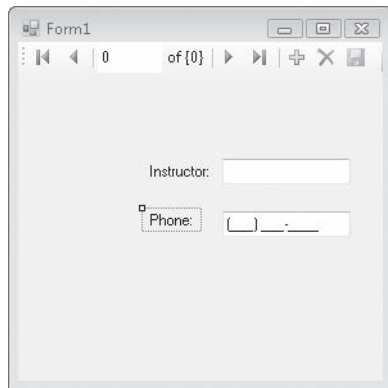 Form1
0 of {0}
Instructor:
Phone: (___) ___-____